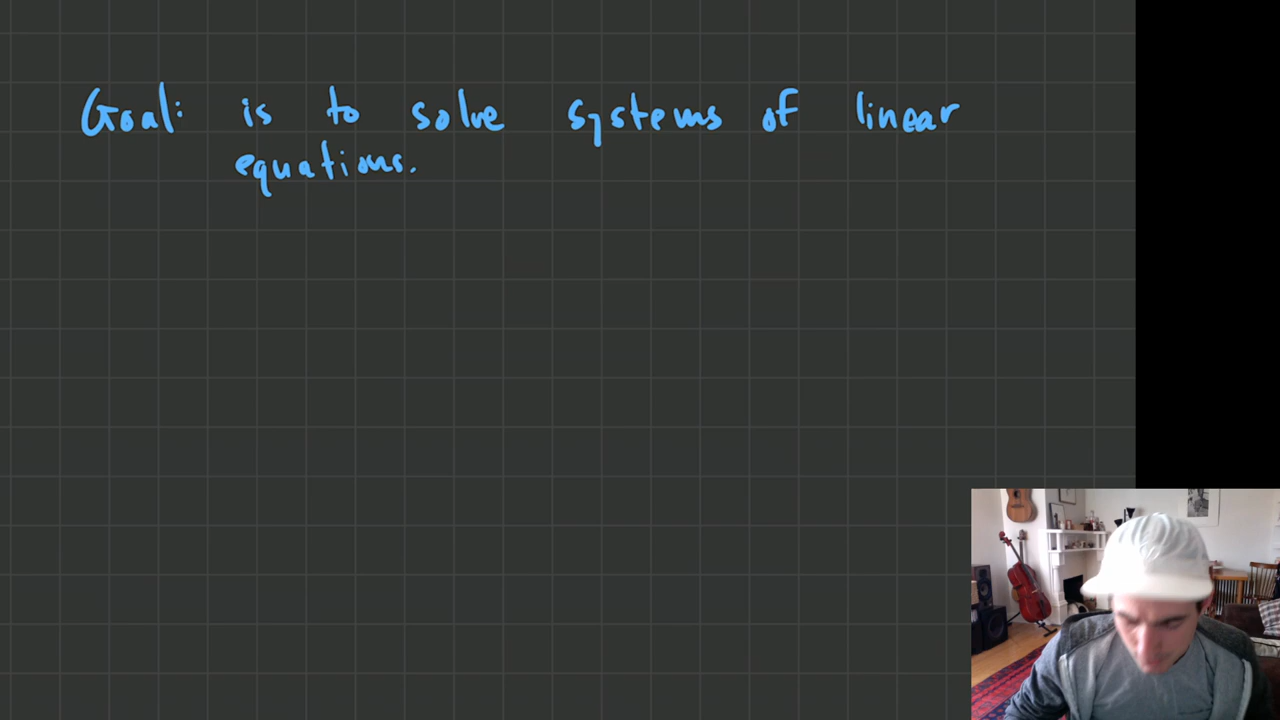 Goal: is to solve systems of linear
equations.